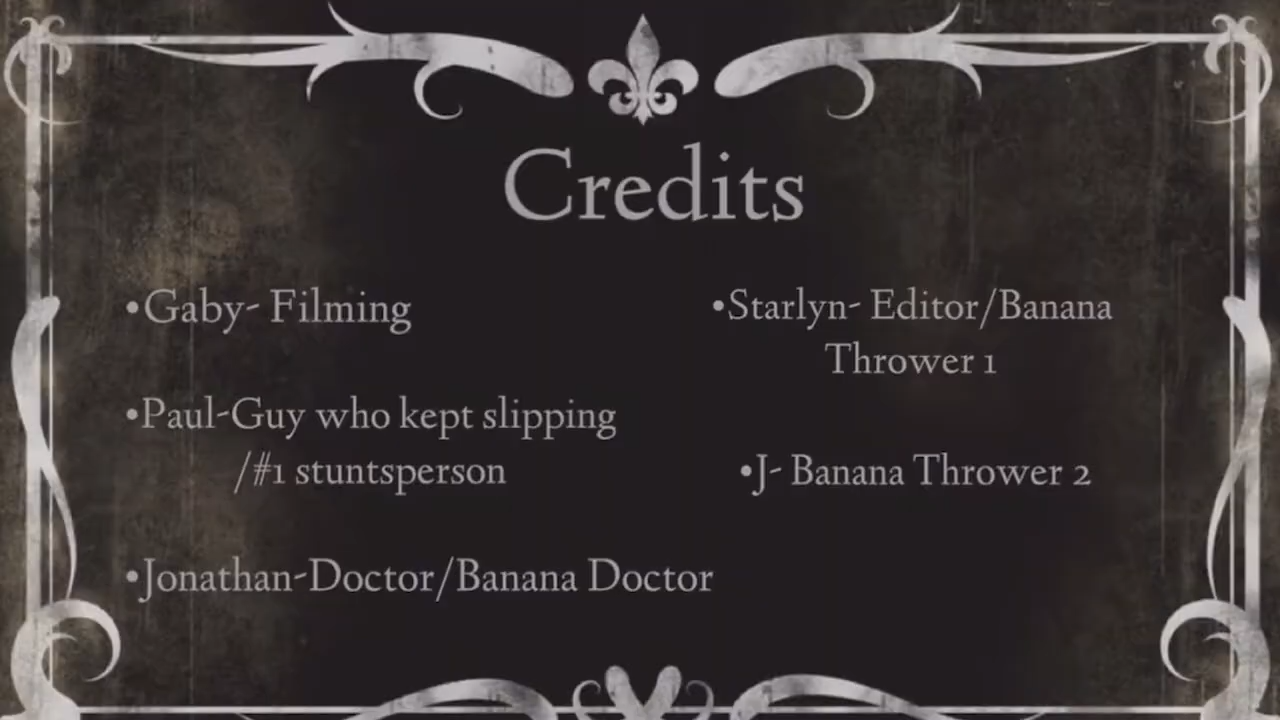 Credits
•Gaby- Filming
•Paul-Guy who kept slipping
/#1 stuntsperson
•Jonathan-Doctor/Banana Doctor
•Starlyn- Editor/Banana
Thrower 1
•J- Banana Thrower 2